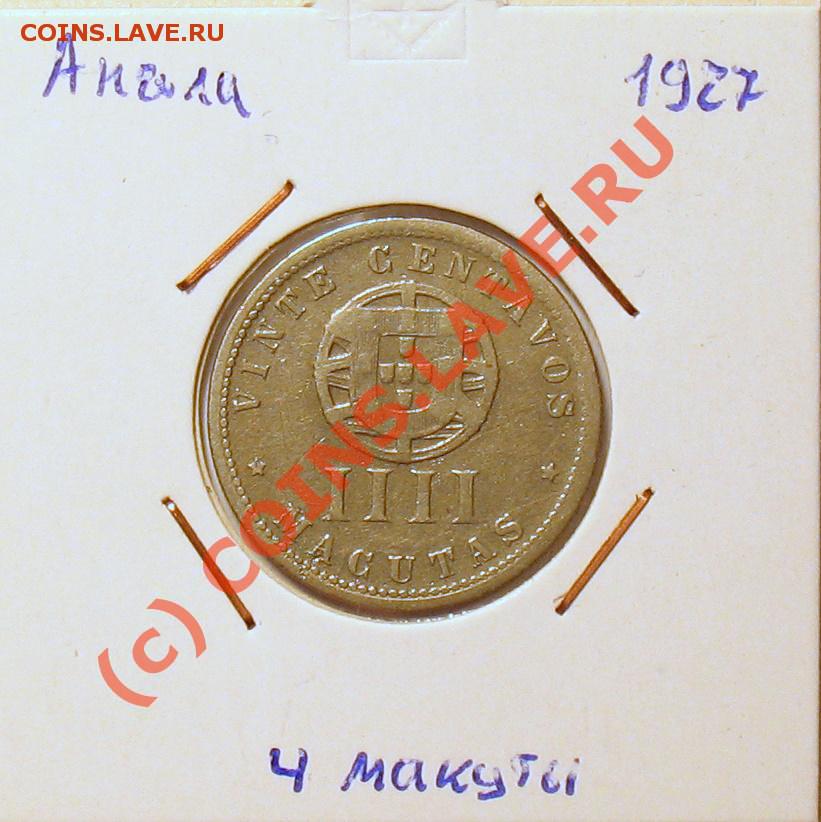 COINS.LAVE.RU
Ангола 1927
VINTE CENTAVOS
IIII
MACUTAS
(c) COINS.LAVE.RU
4 макуты